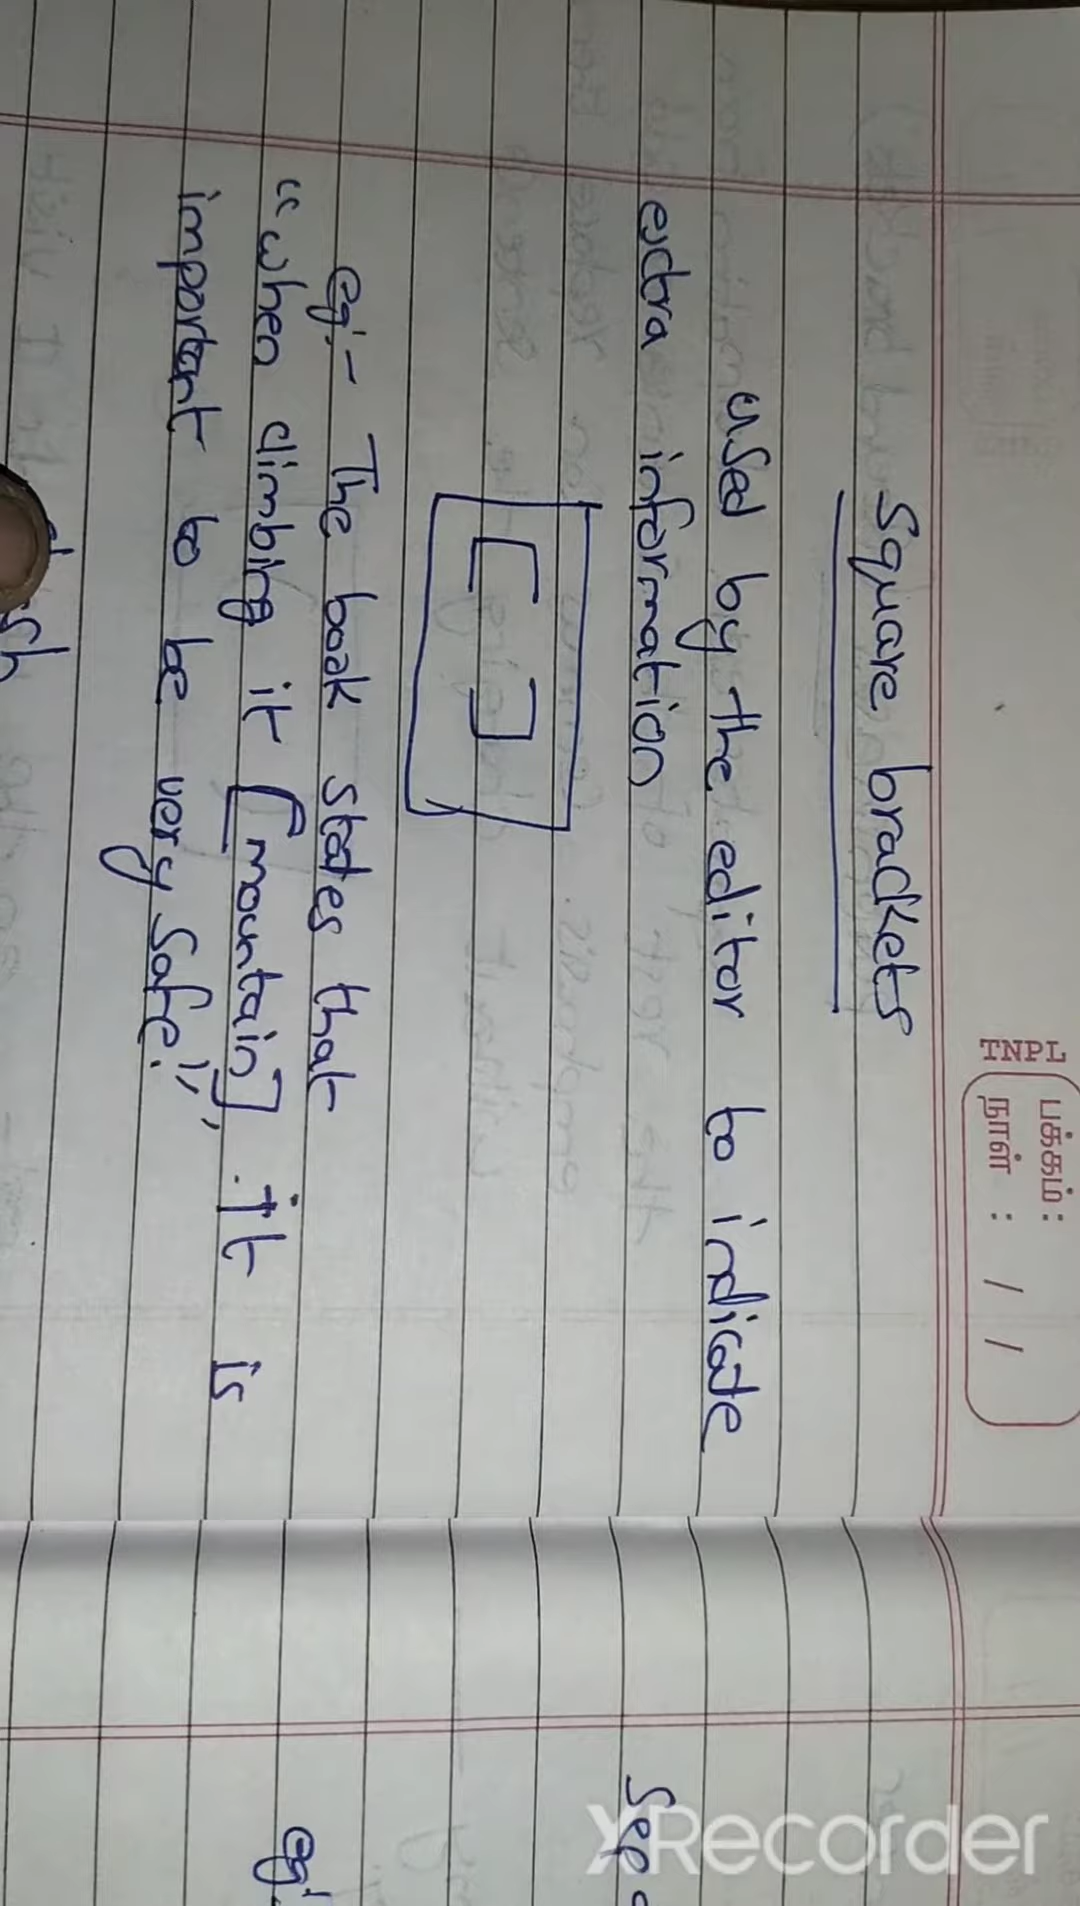 TNPL
பக்கம் :
நாள் : / /
Square brackets
used by the editor to indicate
extra information
[ ]
eg:- The book states that
"when climbing it [mountain] . It is
important to be very safe."
XRecorder